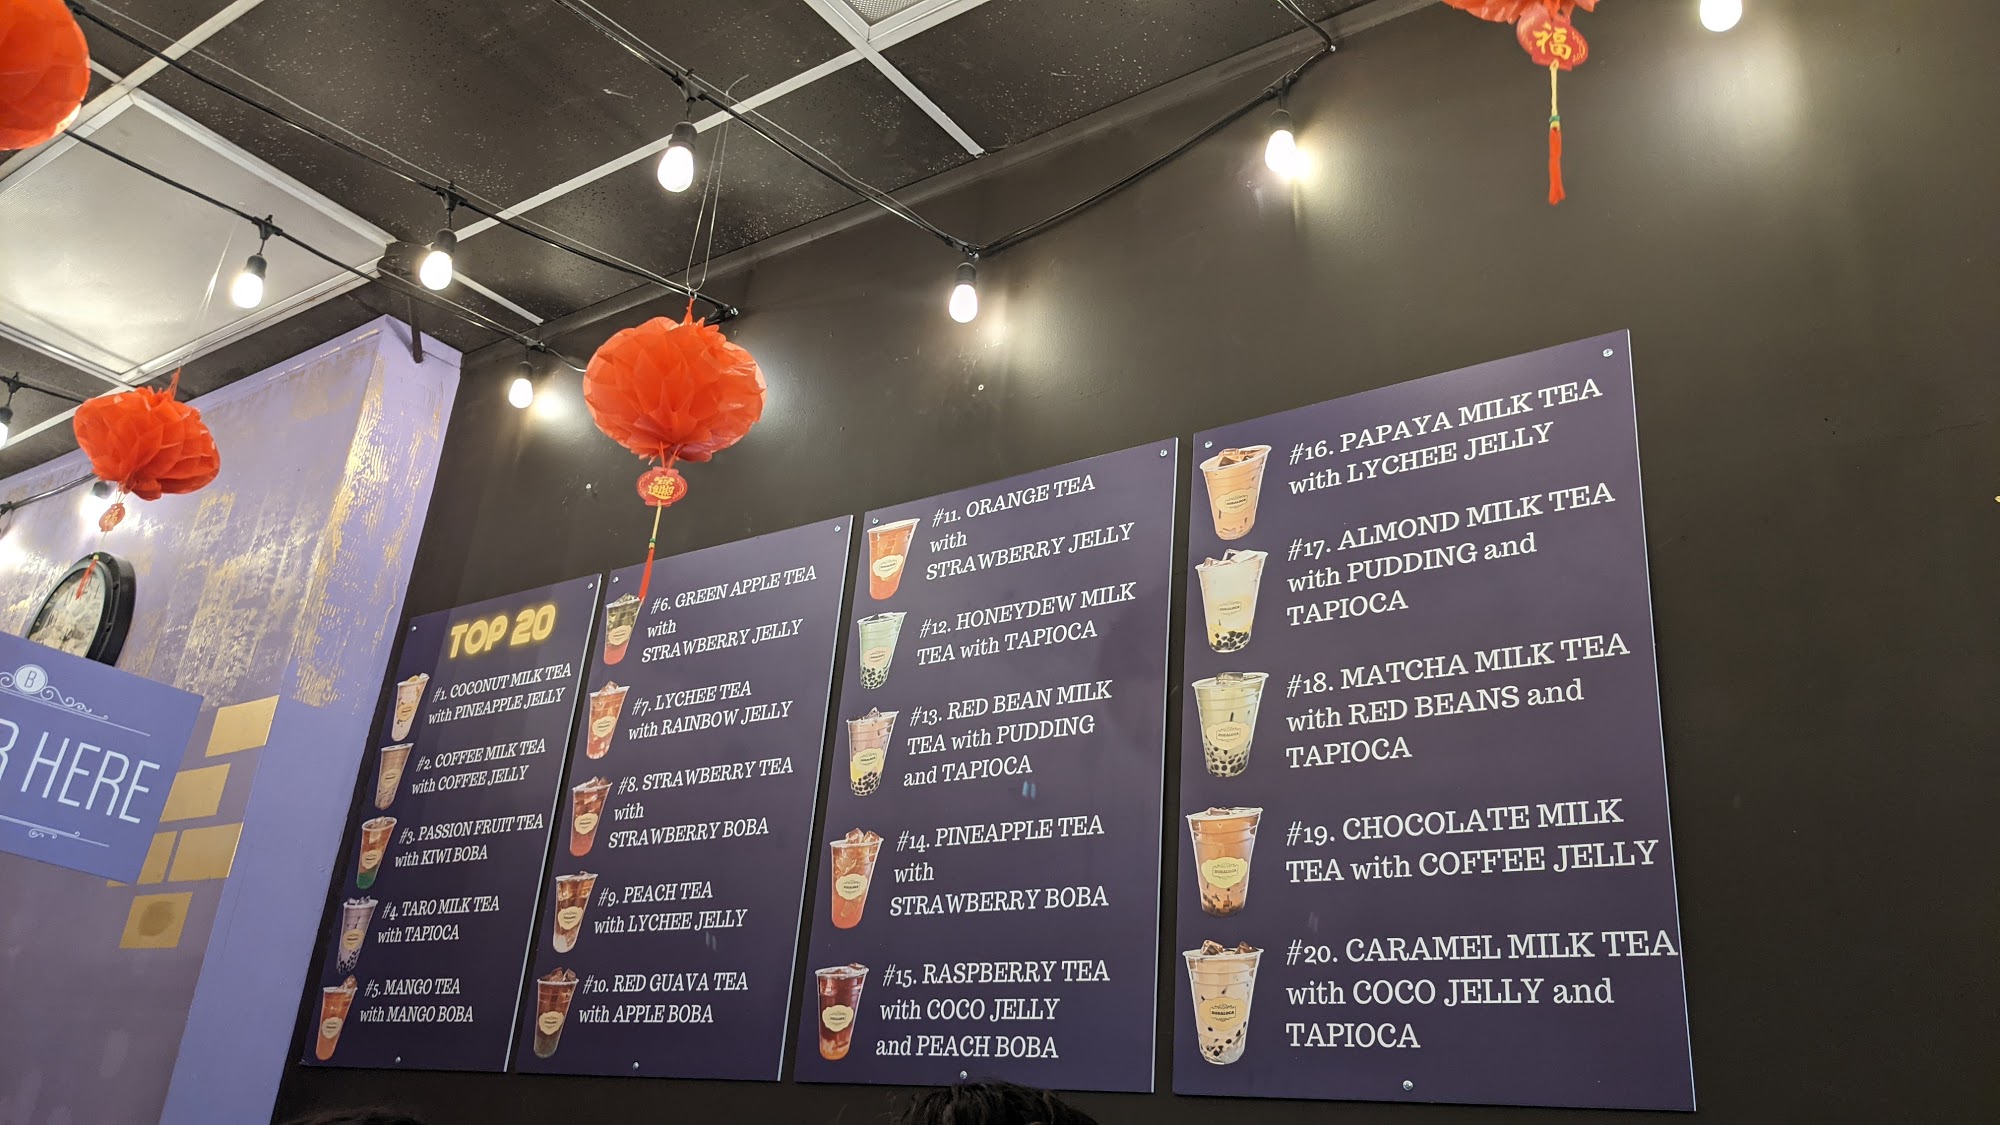 福
R HERE
B
TOP 20
#1. COCONUT MILK TEA
with PINEAPPLE JELLY
#2. COFFEE MILK TEA
with COFFEE JELLY
#3. PASSION FRUIT TEA
with KIWI BOBA
#4. TARO MILK TEA
with TAPIOCA
#5. MANGO TEA
with MANGO BOBA
#6. GREEN APPLE TEA
with
STRAWBERRY JELLY
#7. LYCHEE TEA
with RAINBOW JELLY
#8. STRAWBERRY TEA
with
STRAWBERRY BOBA
#9. PEACH TEA
with LYCHEE JELLY
#10. RED GUAVA TEA
with APPLE BOBA
#11. ORANGE TEA
with
STRAWBERRY JELLY
#12. HONEYDEW MILK
TEA with TAPIOCA
#13. RED BEAN MILK
TEA with PUDDING
and TAPIOCA
#14. PINEAPPLE TEA
with
STRAWBERRY BOBA
#15. RASPBERRY TEA
with COCO JELLY
and PEACH BOBA
#16. PAPAYA MILK TEA
with LYCHEE JELLY
#17. ALMOND MILK TEA
with PUDDING and
TAPIOCA
#18. MATCHA MILK TEA
with RED BEANS and
TAPIOCA
#19. CHOCOLATE MILK
TEA with COFFEE JELLY
#20. CARAMEL MILK TEA
with COCO JELLY and
TAPIOCA